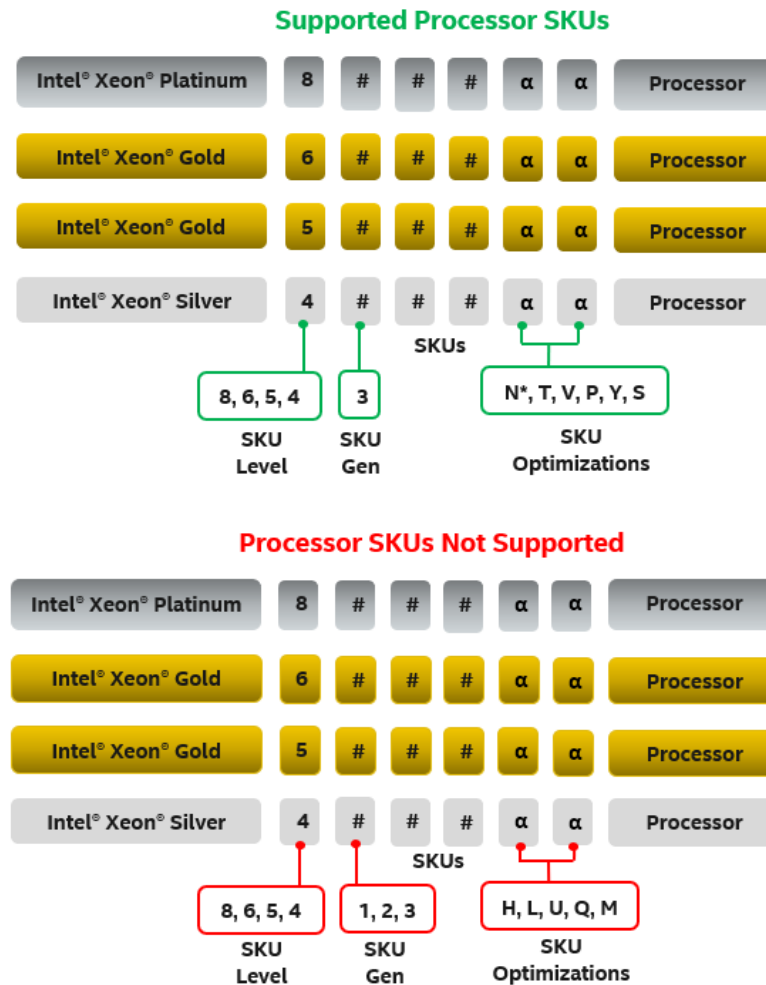 Supported Processor SKUs
Intel® Xeon® Platinum 8 # # # α α Processor
Intel® Xeon® Gold 6 # # # α α Processor
Intel® Xeon® Gold 5 # # # α α Processor
Intel® Xeon® Silver 4 # # # α α Processor
SKUs
8, 6, 5, 4 3 N*, T, V, P, Y, S
SKU SKU SKU
Level Gen Optimizations
Processor SKUs Not Supported
Intel® Xeon® Platinum 8 # # # α α Processor
Intel® Xeon® Gold 6 # # # α α Processor
Intel® Xeon® Gold 5 # # # α α Processor
Intel® Xeon® Silver 4 # # # α α Processor
SKUs
8, 6, 5, 4 1, 2, 3 H, L, U, Q, M
SKU SKU SKU
Level Gen Optimizations